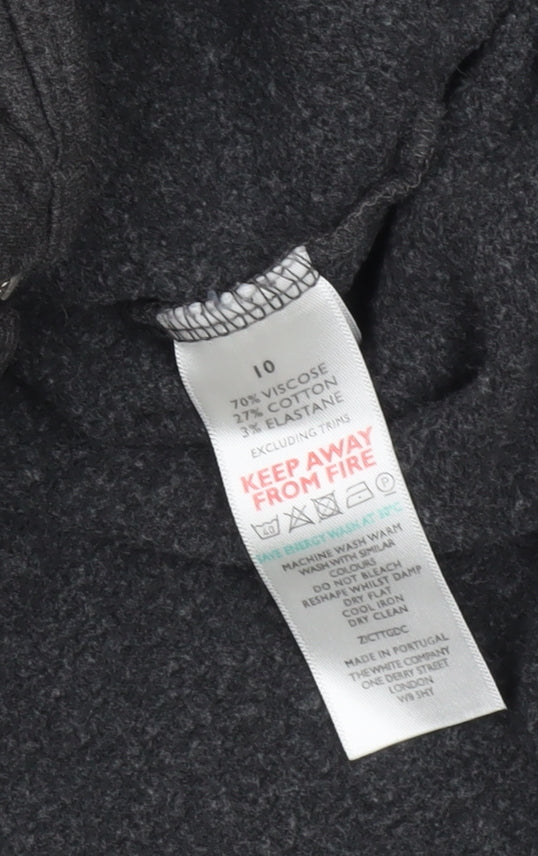 10
70% VISCOSE
27% COTTON
3% ELASTANE
EXCLUDING TRIMS
KEEP AWAY
FROM FIRE
40 P
SAVE ENERGY WASH AT 30°C
MACHINE WASH WARM
WASH WITH SIMILAR
COLOURS
DO NOT BLEACH
RESHAPE WHILST DAMP
DRY FLAT
COOL IRON
DRY CLEAN
ZICTTGDC
MADE IN PORTUGAL
THE WHITE COMPANY
ONE DERRY STREET
LONDON
W8 5HY